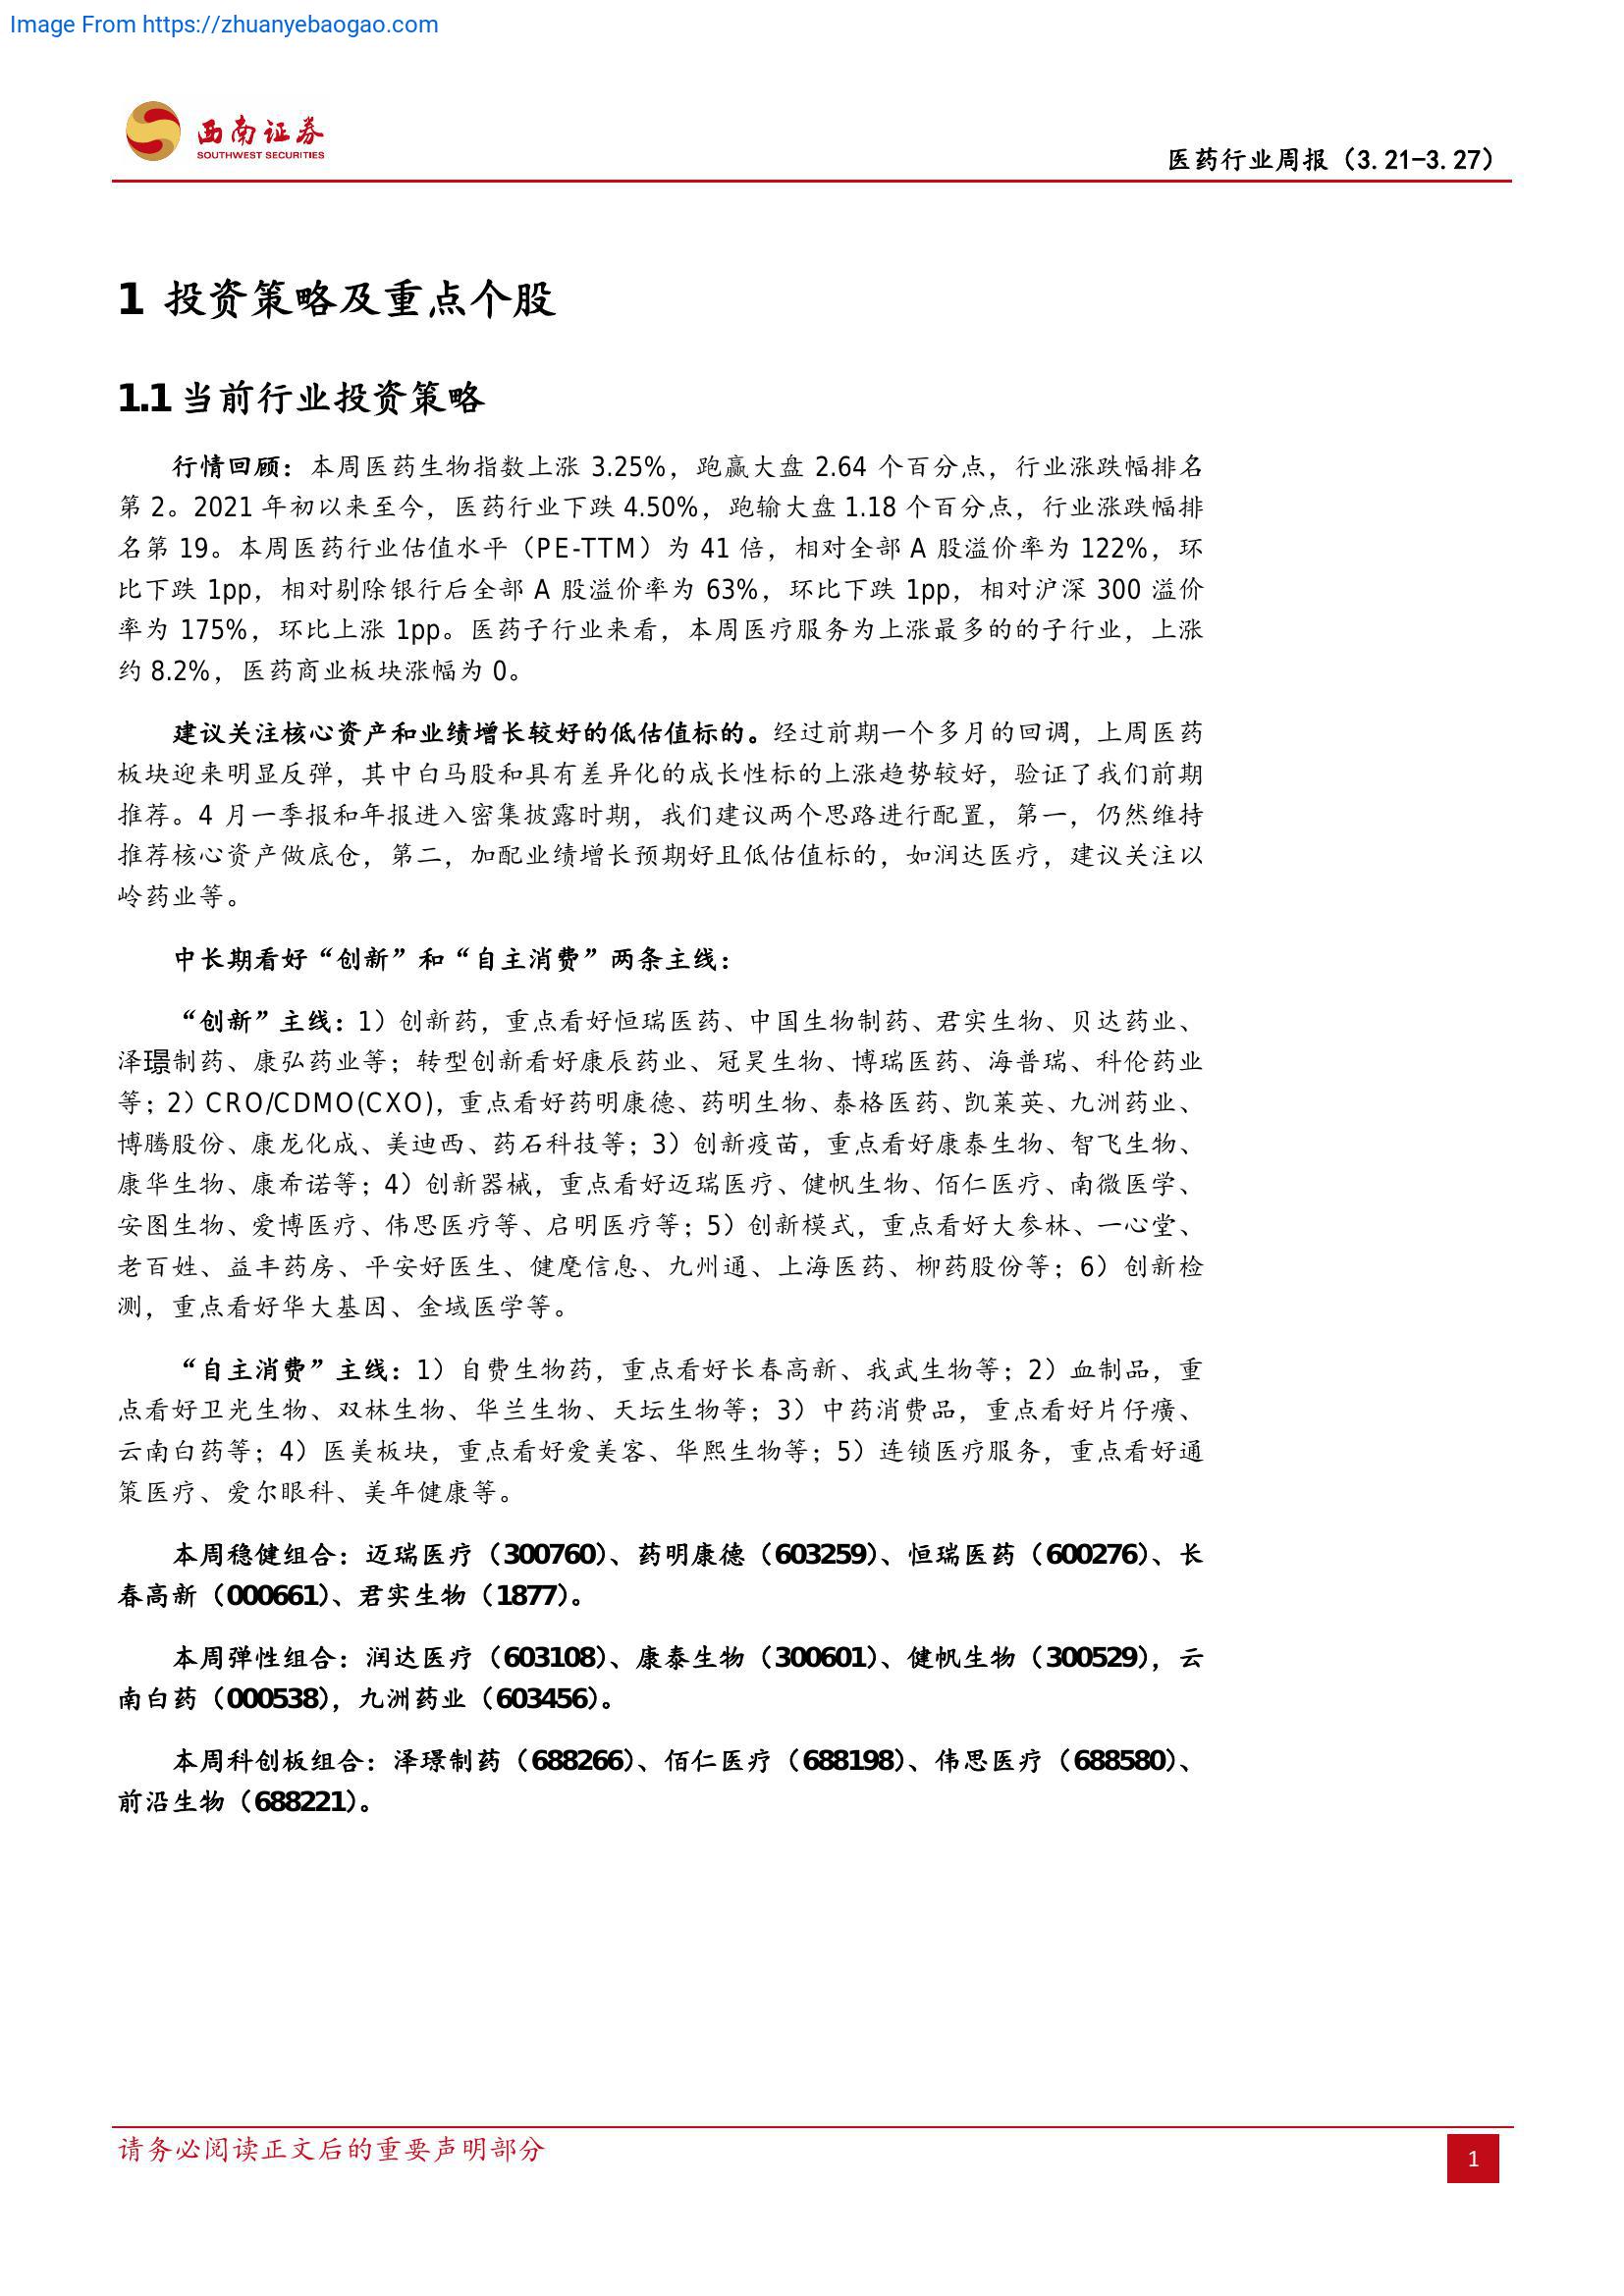 Image From https://zhuanyebaogao.com
西南证券
SOUTHWEST SECURITIES
医药行业周报（3.21-3.27）
1 投资策略及重点个股
1.1 当前行业投资策略
行情回顾：本周医药生物指数上涨 3.25%，跑赢大盘 2.64 个百分点，行业涨跌幅排名
第 2。2021 年初以来至今，医药行业下跌 4.50%，跑输大盘 1.18 个百分点，行业涨跌幅排
名第 19。本周医药行业估值水平（PE-TTM）为 41 倍，相对全部 A 股溢价率为 122%，环
比下跌 1pp，相对剔除银行后全部 A 股溢价率为 63%，环比下跌 1pp，相对沪深 300 溢价
率为 175%，环比上涨 1pp。医药子行业来看，本周医疗服务为上涨最多的的子行业，上涨
约 8.2%，医药商业板块涨幅为 0。
建议关注核心资产和业绩增长较好的低估值标的。经过前期一个多月的回调，上周医药
板块迎来明显反弹，其中白马股和具有差异化的成长性标的上涨趋势较好，验证了我们前期
推荐。4 月一季报和年报进入密集披露时期，我们建议两个思路进行配置，第一，仍然维持
推荐核心资产做底仓，第二，加配业绩增长预期好且低估值标的，如润达医疗，建议关注以
岭药业等。
中长期看好“创新”和“自主消费”两条主线：
“创新”主线：1）创新药，重点看好恒瑞医药、中国生物制药、君实生物、贝达药业、
泽璟制药、康弘药业等；转型创新看好康辰药业、冠昊生物、博瑞医药、海普瑞、科伦药业
等；2）CRO/CDMO(CXO)，重点看好药明康德、药明生物、泰格医药、凯莱英、九洲药业、
博腾股份、康龙化成、美迪西、药石科技等；3）创新疫苗，重点看好康泰生物、智飞生物、
康华生物、康希诺等；4）创新器械，重点看好迈瑞医疗、健帆生物、佰仁医疗、南微医学、
安图生物、爱博医疗、伟思医疗等、启明医疗等；5）创新模式，重点看好大参林、一心堂、
老百姓、益丰药房、平安好医生、健麾信息、九州通、上海医药、柳药股份等；6）创新检
测，重点看好华大基因、金域医学等。
“自主消费”主线：1）自费生物药，重点看好长春高新、我武生物等；2）血制品，重
点看好卫光生物、双林生物、华兰生物、天坛生物等；3）中药消费品，重点看好片仔癀、
云南白药等；4）医美板块，重点看好爱美客、华熙生物等；5）连锁医疗服务，重点看好通
策医疗、爱尔眼科、美年健康等。
本周稳健组合：迈瑞医疗（300760）、药明康德（603259）、恒瑞医药（600276）、长
春高新（000661）、君实生物（1877）。
本周弹性组合：润达医疗（603108）、康泰生物（300601）、健帆生物（300529），云
南白药（000538），九洲药业（603456）。
本周科创板组合：泽璟制药（688266）、佰仁医疗（688198）、伟思医疗（688580）、
前沿生物（688221）。
请务必阅读正文后的重要声明部分
1